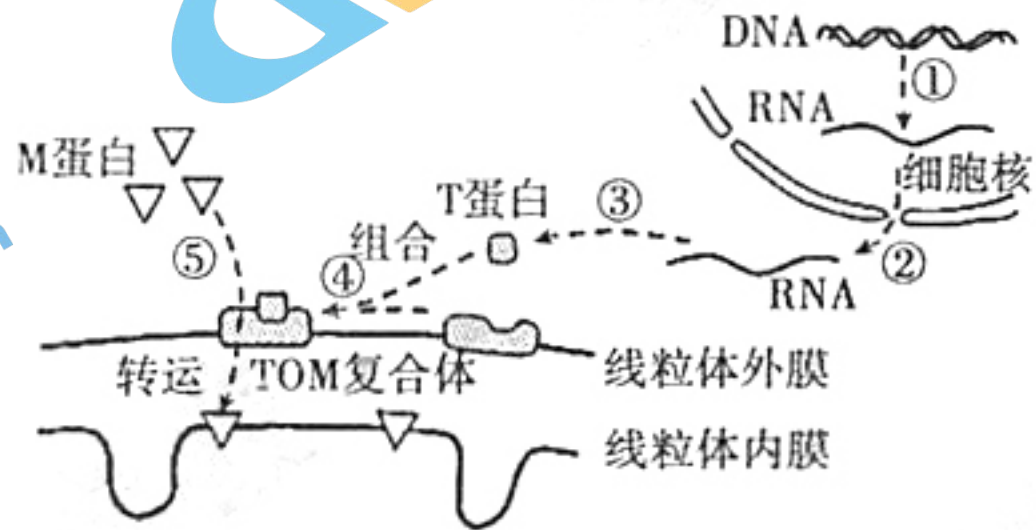 DNA
①
RNA
细胞核
M蛋白
T蛋白
③
组合
⑤
④
②
RNA
转运
TOM复合体
线粒体外膜
线粒体内膜